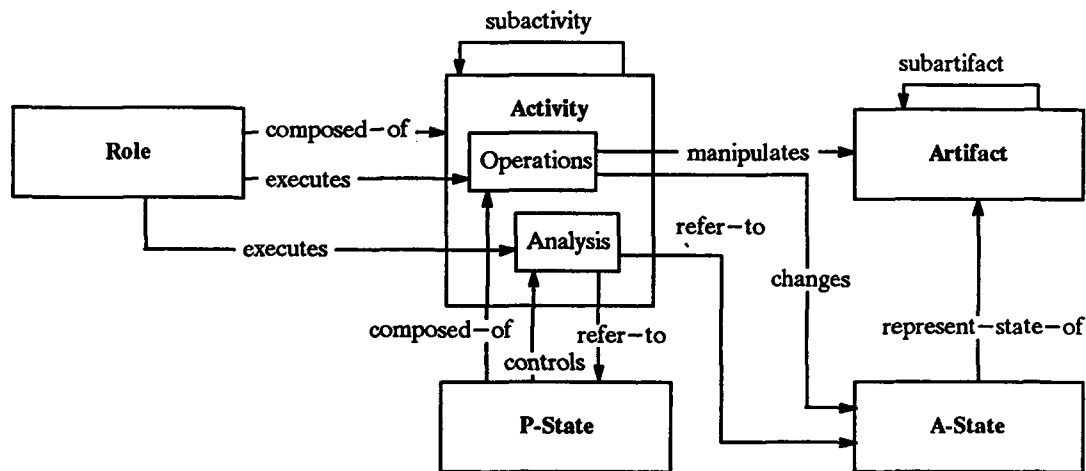 subactivity
subartifact
Activity
Role
composed-of
Operations
manipulates
Artifact
executes
refer-to
executes
Analysis
changes
composed-of
refer-to
represent-state-of
controls
P-State
A-State